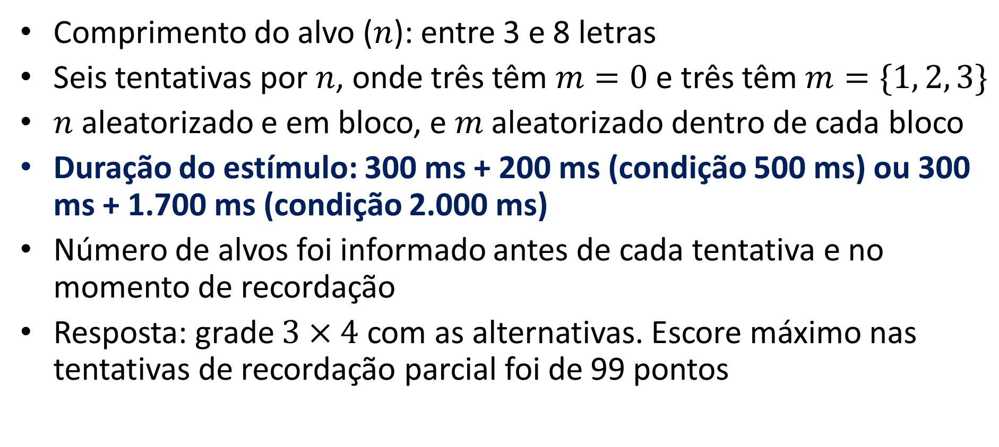 • Comprimento do alvo (𝑛): entre 3 e 8 letras
• Seis tentativas por 𝑛, onde três têm 𝑚 = 0 e três têm 𝑚 = {1, 2, 3}
• 𝑛 aleatorizado e em bloco, e 𝑚 aleatorizado dentro de cada bloco
• Duração do estímulo: 300 ms + 200 ms (condição 500 ms) ou 300
ms + 1.700 ms (condição 2.000 ms)
• Número de alvos foi informado antes de cada tentativa e no
momento de recordação
• Resposta: grade 3 × 4 com as alternativas. Escore máximo nas
tentativas de recordação parcial foi de 99 pontos